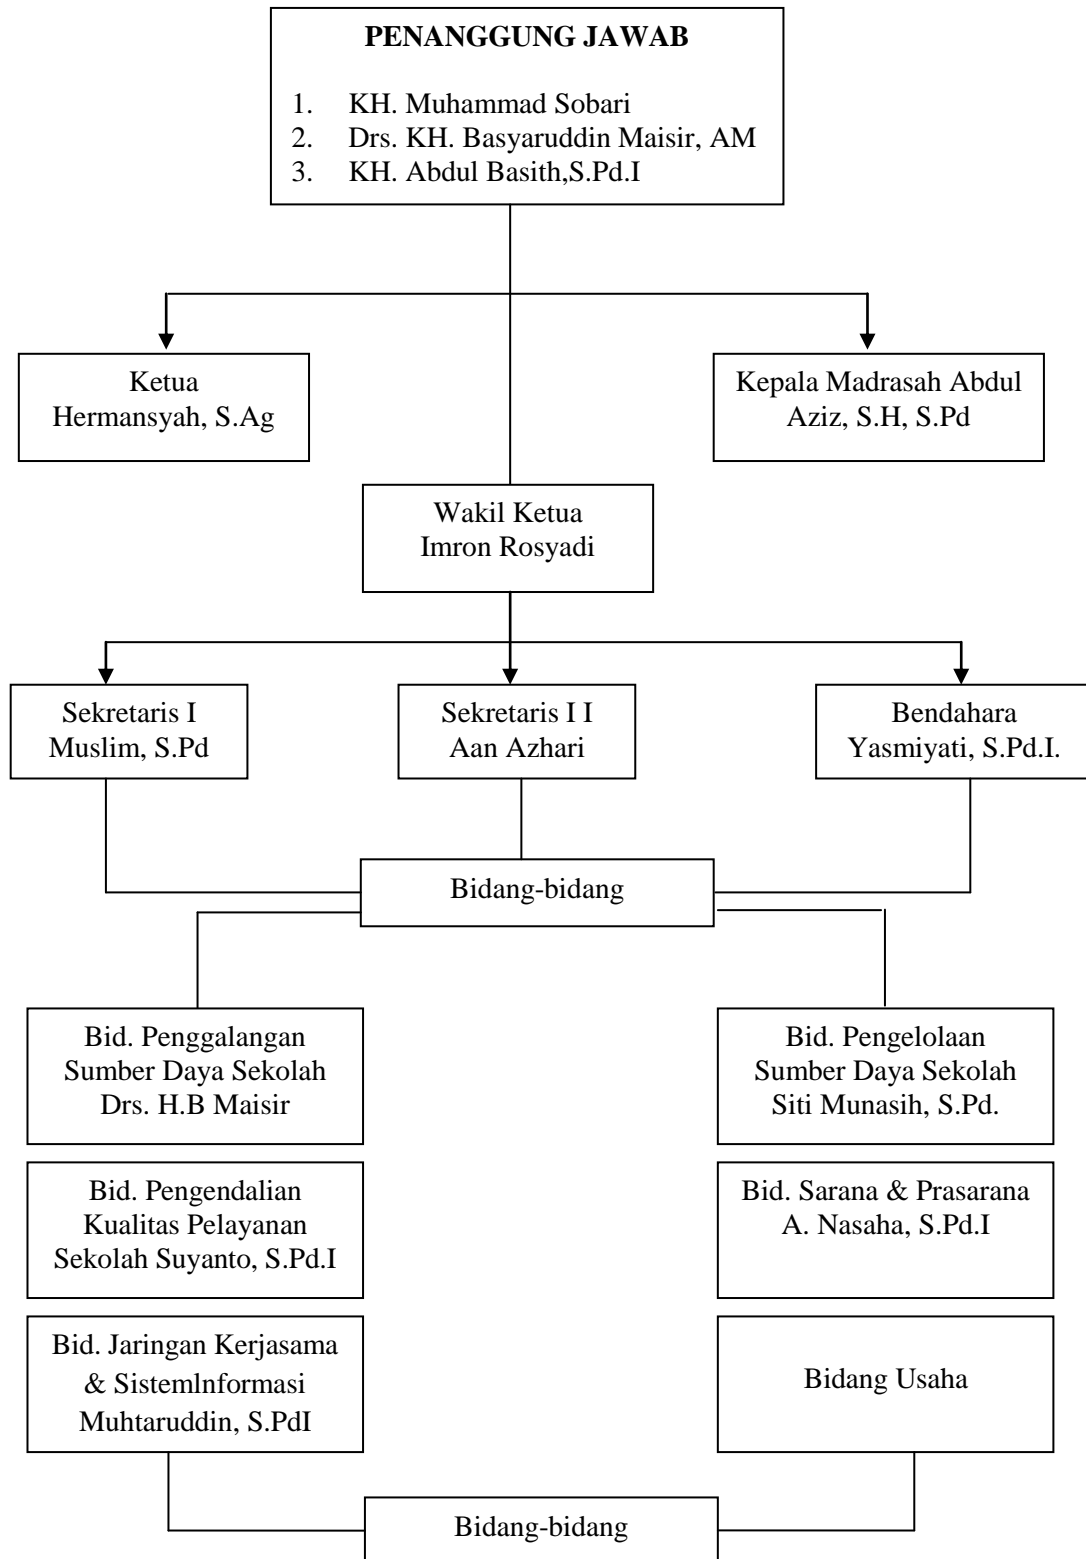 PENANGGUNG JAWAB
1. KH. Muhammad Sobari
2. Drs. KH. Basyaruddin Maisir, AM
3. KH. Abdul Basith,S.Pd.I
Ketua
Hermansyah, S.Ag
Kepala Madrasah Abdul
Aziz, S.H, S.Pd
Wakil Ketua
Imron Rosyadi
Sekretaris I
Muslim, S.Pd
Sekretaris I I
Aan Azhari
Bendahara
Yasmiyati, S.Pd.I.
Bidang-bidang
Bid. Penggalangan
Sumber Daya Sekolah
Drs. H.B Maisir
Bid. Pengelolaan
Sumber Daya Sekolah
Siti Munasih, S.Pd.
Bid. Pengendalian
Kualitas Pelayanan
Sekolah Suyanto, S.Pd.I
Bid. Sarana & Prasarana
A. Nasaha, S.Pd.I
Bid. Jaringan Kerjasama
& SistemlInformasi
Muhtaruddin, S.PdI
Bidang Usaha
Bidang-bidang